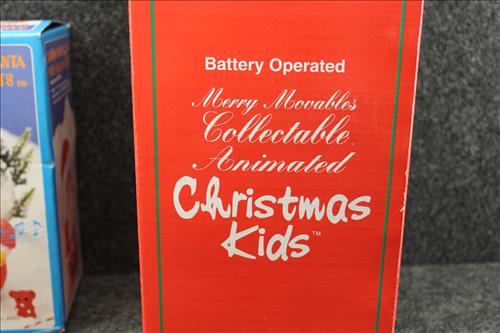 Battery Operated
Merry Movables
Collectable
Animated
Christmas
Kids™